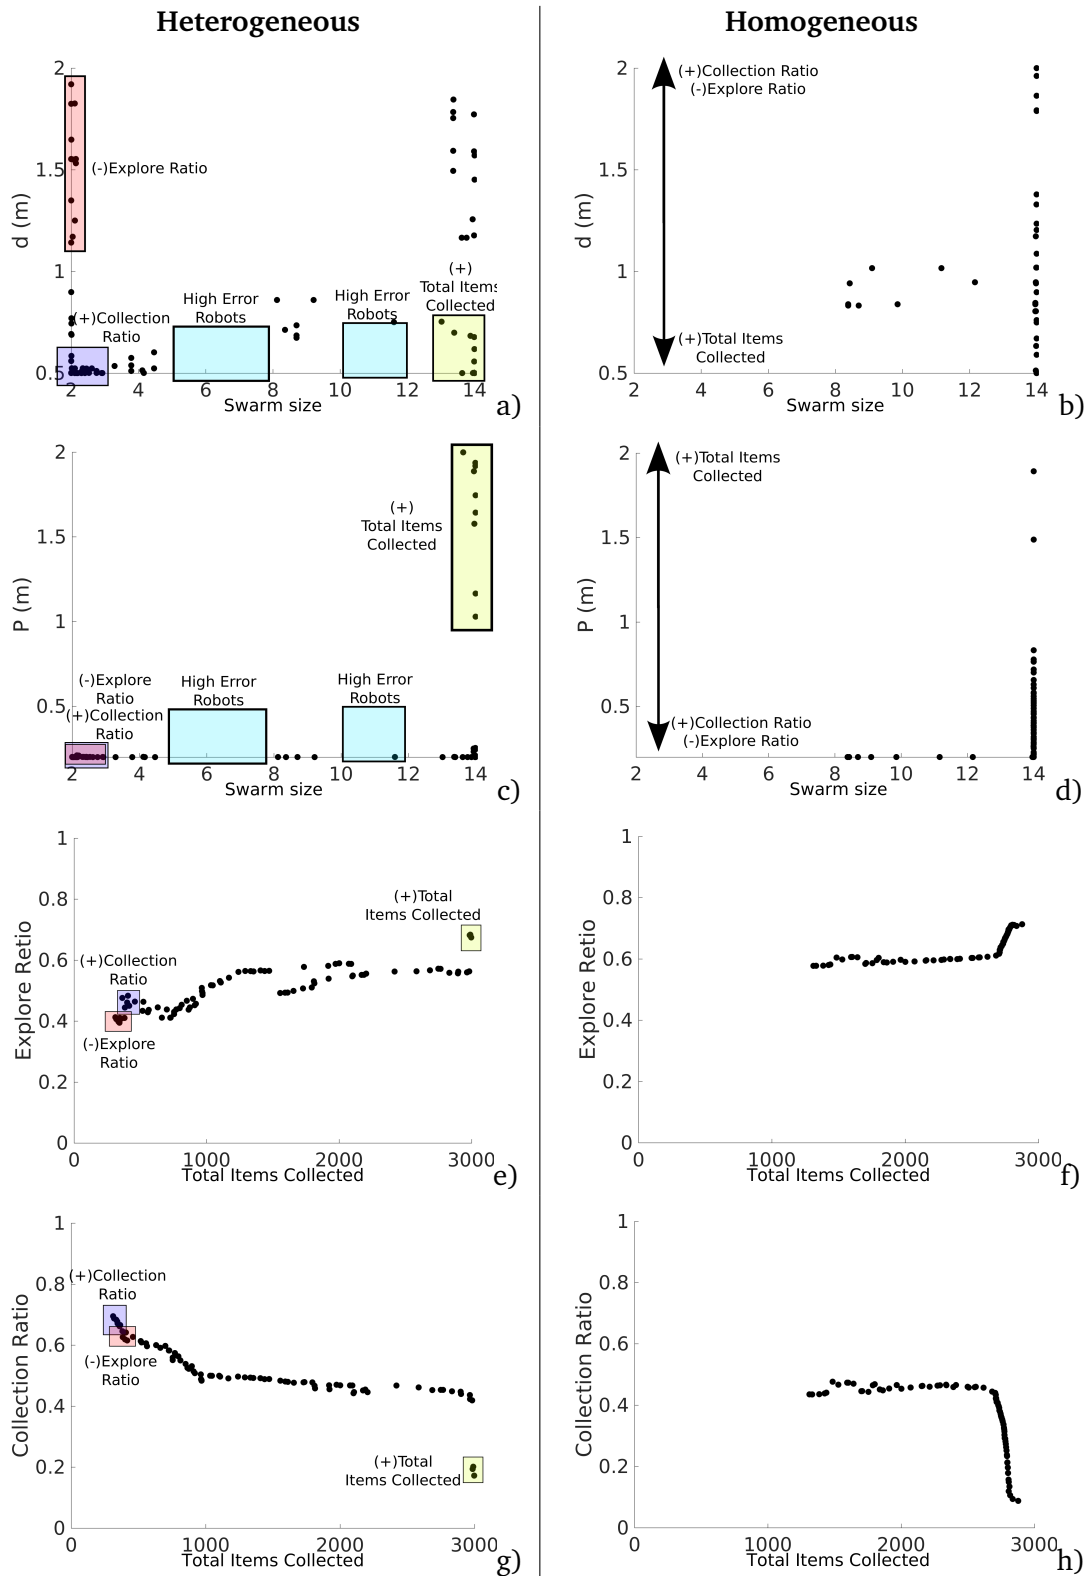 Heterogeneous
Homogeneous
2
1.5
1
0.5
d (m)
(-)Explore Ratio
(+)Collection
Ratio
High Error
Robots
High Error
Robots
(+)
Total Items
Collected
2
4
6
8
10
12
14
Swarm size
a)
2
1.5
1
0.5
d (m)
(+)Collection Ratio
(-)Explore Ratio
(+)Total Items
Collected
2
4
6
8
10
12
14
Swarm size
b)
2
1.5
1
0.5
P (m)
(+)
Total Items
Collected
(-)Explore
Ratio
(+)Collection
Ratio
High Error
Robots
High Error
Robots
2
4
6
8
10
12
14
Swarm size
c)
2
1.5
1
0.5
P (m)
(+)Total Items
Collected
(+)Collection Ratio
(-)Explore Ratio
2
4
6
8
10
12
14
Swarm size
d)
1
0.8
0.6
0.4
0.2
0
Explore Retio
(+)Total
Items Collected
(+)Collection
Ratio
(-)Explore
Ratio
0
1000
2000
3000
Total Items Collected
e)
1
0.8
0.6
0.4
0.2
0
Explore Retio
0
1000
2000
3000
Total Items Collected
f)
1
0.8
0.6
0.4
0.2
0
Collection Ratio
(+)Collection
Ratio
(-)Explore
Ratio
(+)Total
Items Collected
0
1000
2000
3000
Total Items Collected
g)
1
0.8
0.6
0.4
0.2
0
Collection Ratio
0
1000
2000
3000
Total Items Collected
h)